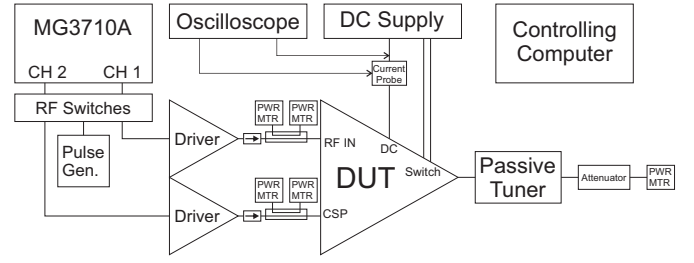 MG3710A
CH 2 CH 1
Oscilloscope
DC Supply
Controlling
Computer
Current
Probe
RF Switches
Pulse
Gen.
Driver
PWR
MTR
PWR
MTR
RF IN
DC
Switch
DUT
Driver
PWR
MTR
PWR
MTR
CSP
Passive
Tuner
Attenuator
PWR
MTR